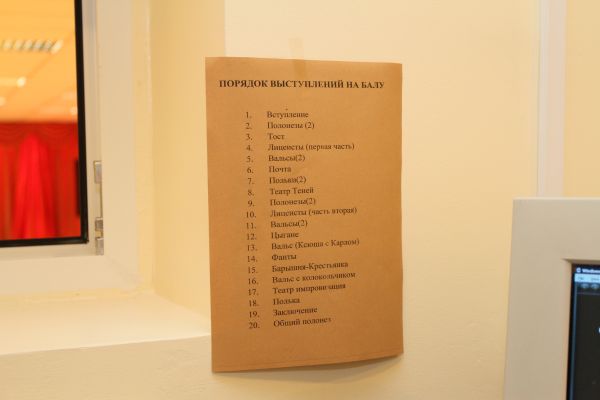 ПОРЯДОК ВЫСТУПЛЕНИЙ НА БАЛУ
1. Вступление
2. Полонезы (2)
3. Тост
4. Лицеисты (первая часть)
5. Вальсы(2)
6. Почта
7. Польки(2)
8. Театр Теней
9. Полонезы(2)
10. Лицеисты (часть вторая)
11. Вальсы(2)
12. Цыгане
13. Вальс (Ксюша с Карлом)
14. Фанты
15. Барышня-Крестьянка
16. Вальс с колокольчиком
17. Театр импровизация
18. Полька
19. Заключение
20. Общий полонез